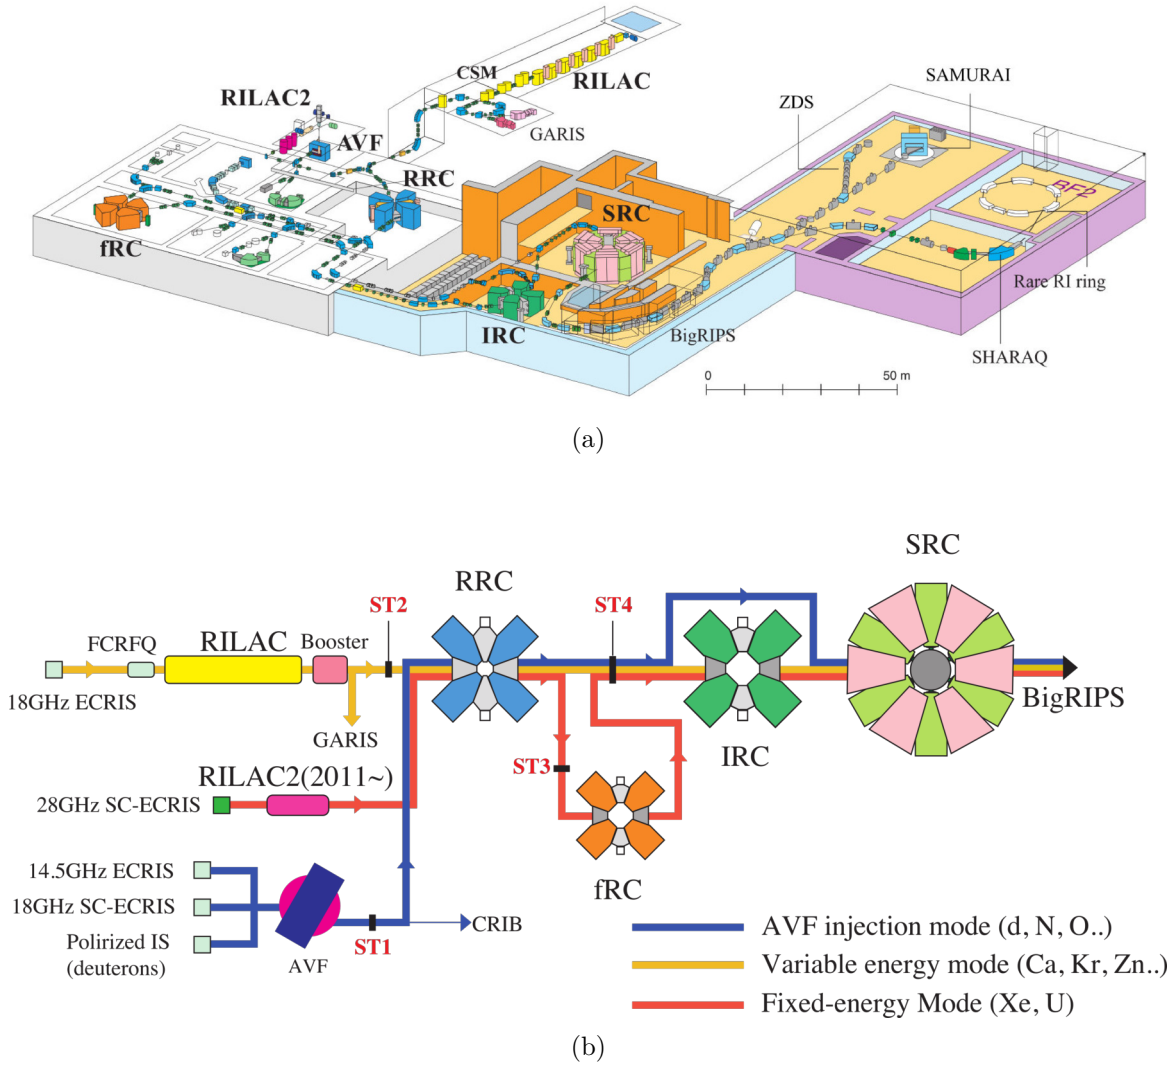 SAMURAI
ZDS
CSM
RILAC
RILAC2
GARIS
AVF
RRC
SRC
BF2
fRC
Rare RI ring
IRC
BigRIPS
SHARAQ
0
50 m
(a)
SRC
RRC
ST2
ST4
FCRFQ
RILAC
Booster
18GHz ECRIS
BigRIPS
GARIS
IRC
ST3
RILAC2(2011~)
28GHz SC-ECRIS
14.5GHz ECRIS
fRC
18GHz SC-ECRIS
CRIB
AVF injection mode (d, N, O..)
Polirized IS
(deuterons)
ST1
AVF
Variable energy mode (Ca, Kr, Zn..)
Fixed-energy Mode (Xe, U)
(b)